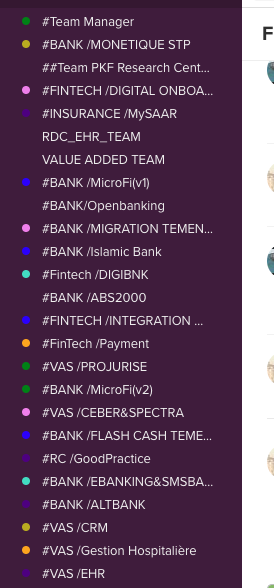 #Team Manager
#BANK /MONETIQUE STP
##Team PKF Research Cent...
#FINTECH /DIGITAL ONBOA...
#INSURANCE /MySAAR
RDC_EHR_TEAM
VALUE ADDED TEAM
#BANK /MicroFi(v1)
#BANK/Openbanking
#BANK /MIGRATION TEMEN...
#BANK /Islamic Bank
#Fintech /DIGIBNK
#BANK /ABS2000
#FINTECH /INTEGRATION ...
#FinTech /Payment
#VAS /PROJURISE
#BANK /MicroFi(v2)
#VAS /CEBER&SPECTRA
#BANK /FLASH CASH TEME...
#RC /GoodPractice
#BANK /EBANKING&SMSBA...
#BANK /ALTBANK
#VAS /CRM
#VAS /Gestion Hospitalière
#VAS /EHR
F